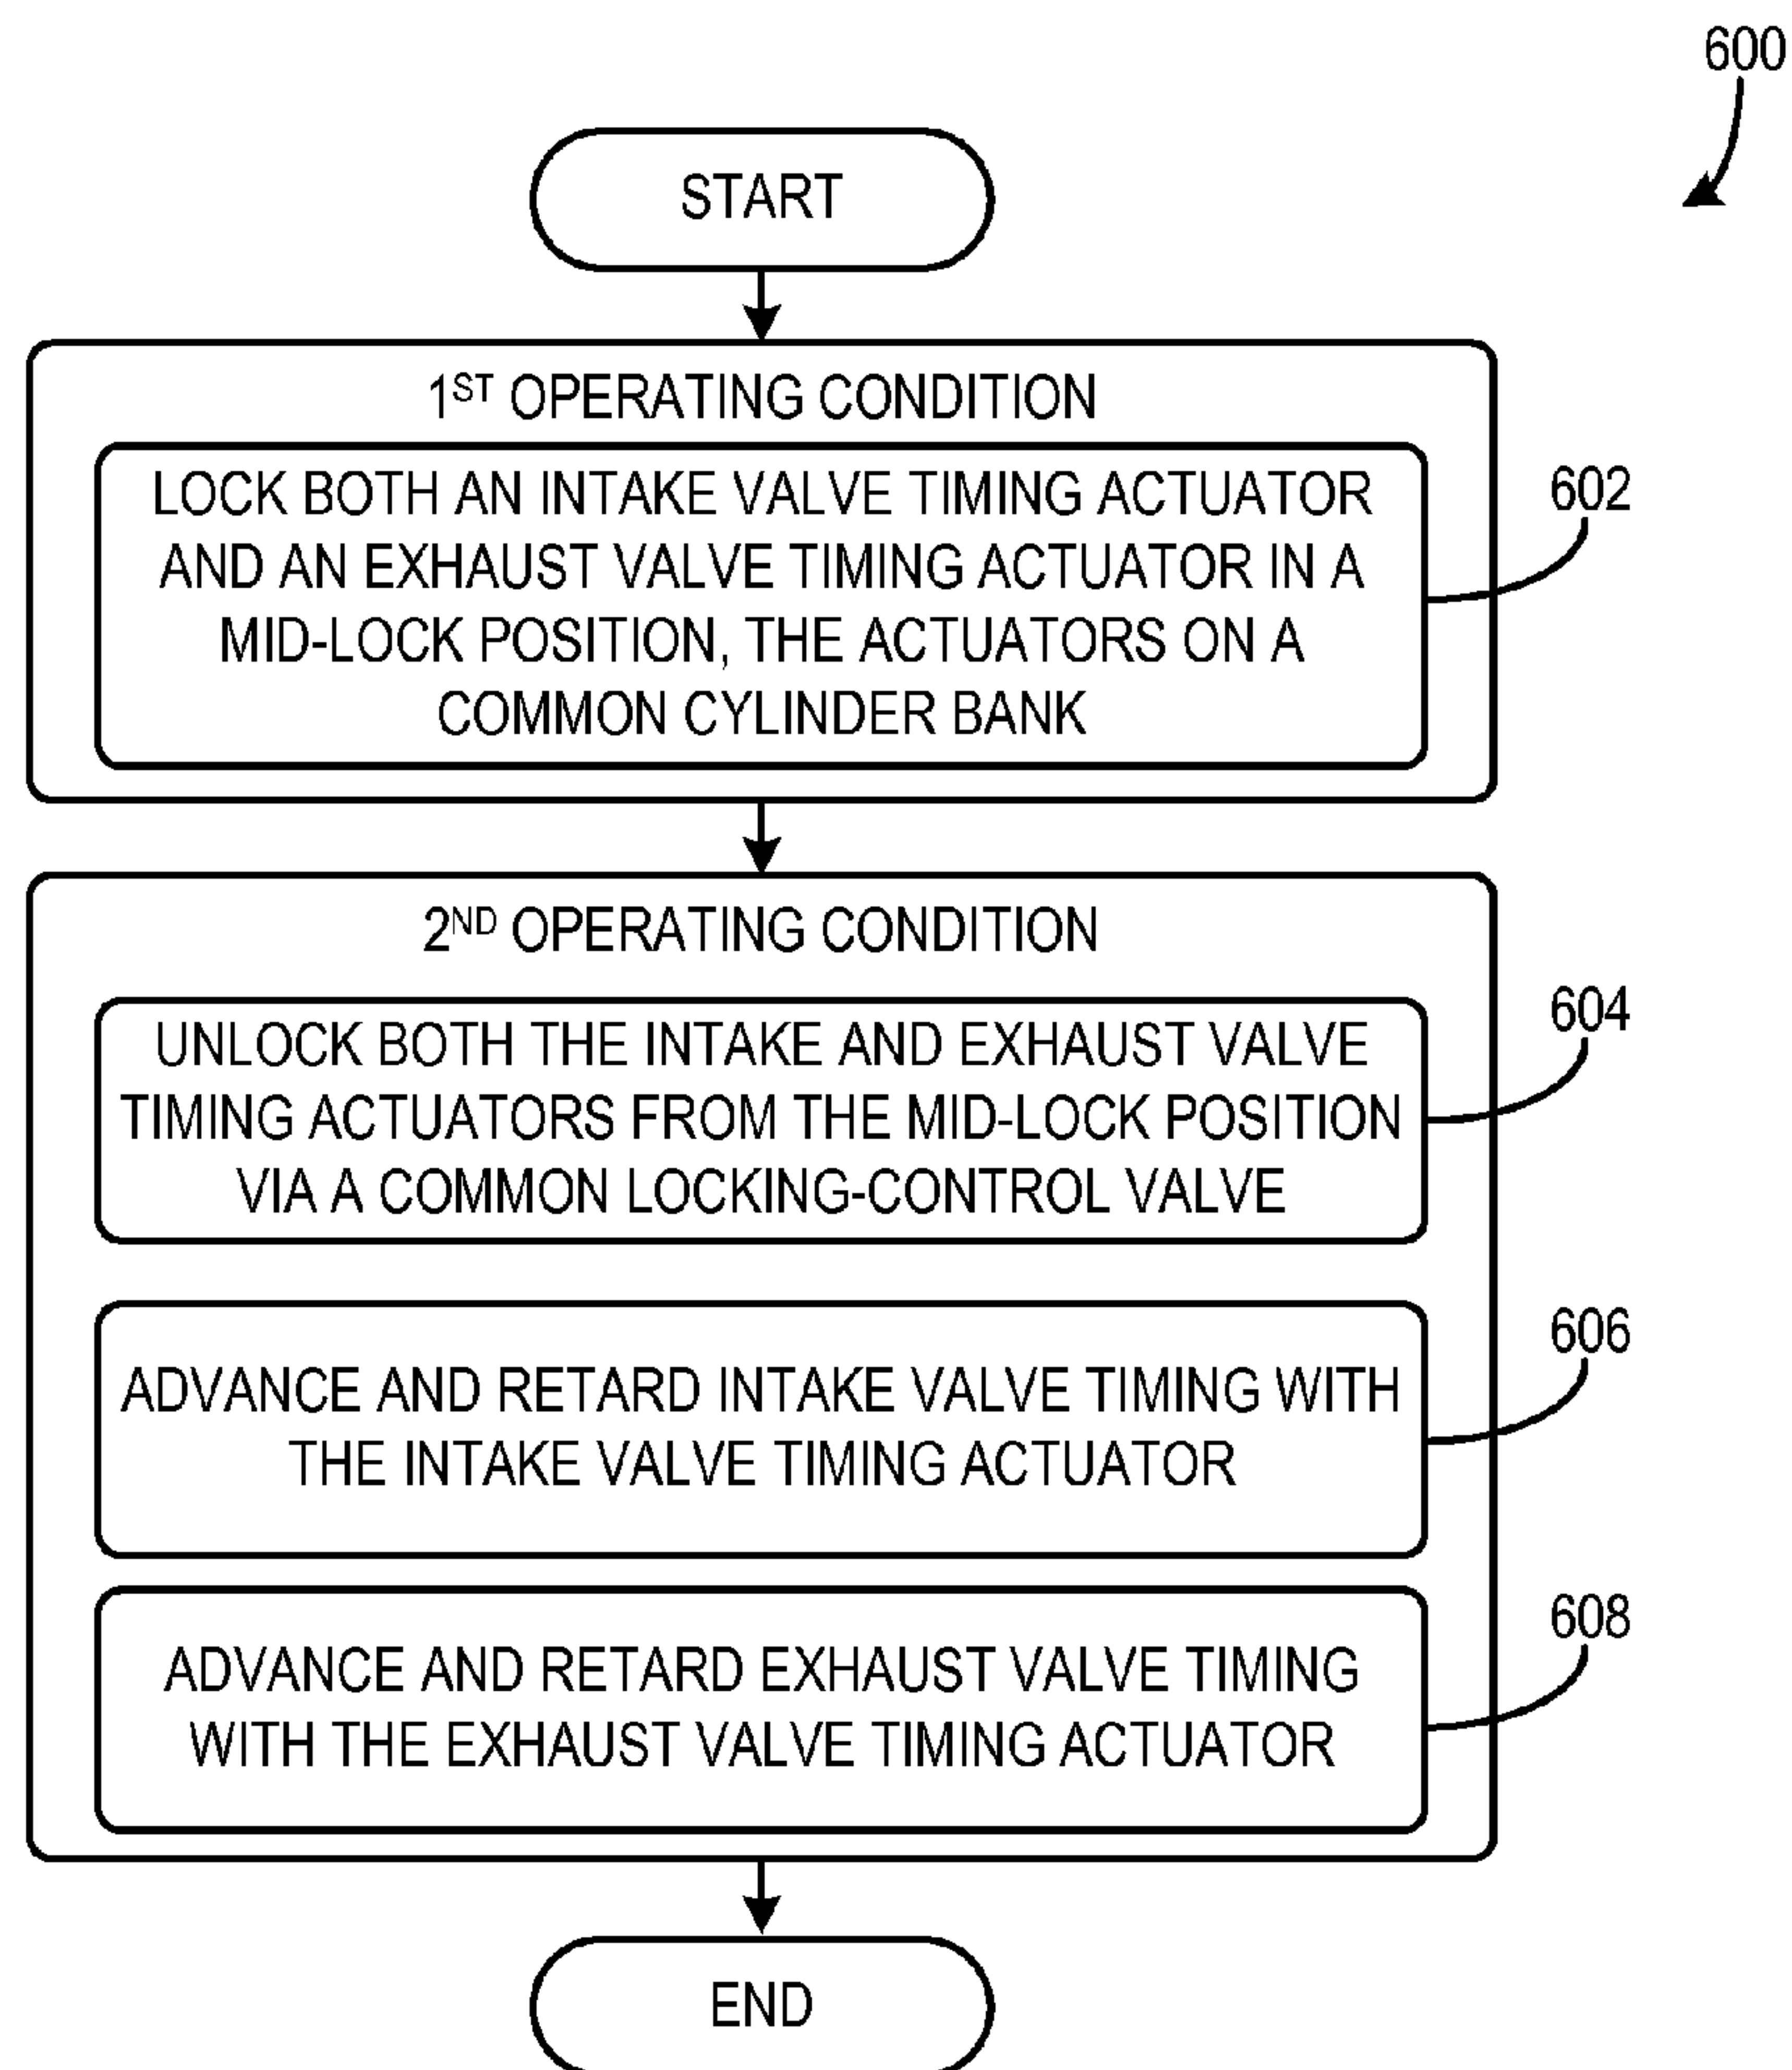 600
START
1ST OPERATING CONDITION
LOCK BOTH AN INTAKE VALVE TIMING ACTUATOR
AND AN EXHAUST VALVE TIMING ACTUATOR IN A
MID-LOCK POSITION, THE ACTUATORS ON A
COMMON CYLINDER BANK
602
2ND OPERATING CONDITION
UNLOCK BOTH THE INTAKE AND EXHAUST VALVE
TIMING ACTUATORS FROM THE MID-LOCK POSITION
VIA A COMMON LOCKING-CONTROL VALVE
604
ADVANCE AND RETARD INTAKE VALVE TIMING WITH
THE INTAKE VALVE TIMING ACTUATOR
606
ADVANCE AND RETARD EXHAUST VALVE TIMING
WITH THE EXHAUST VALVE TIMING ACTUATOR
608
END